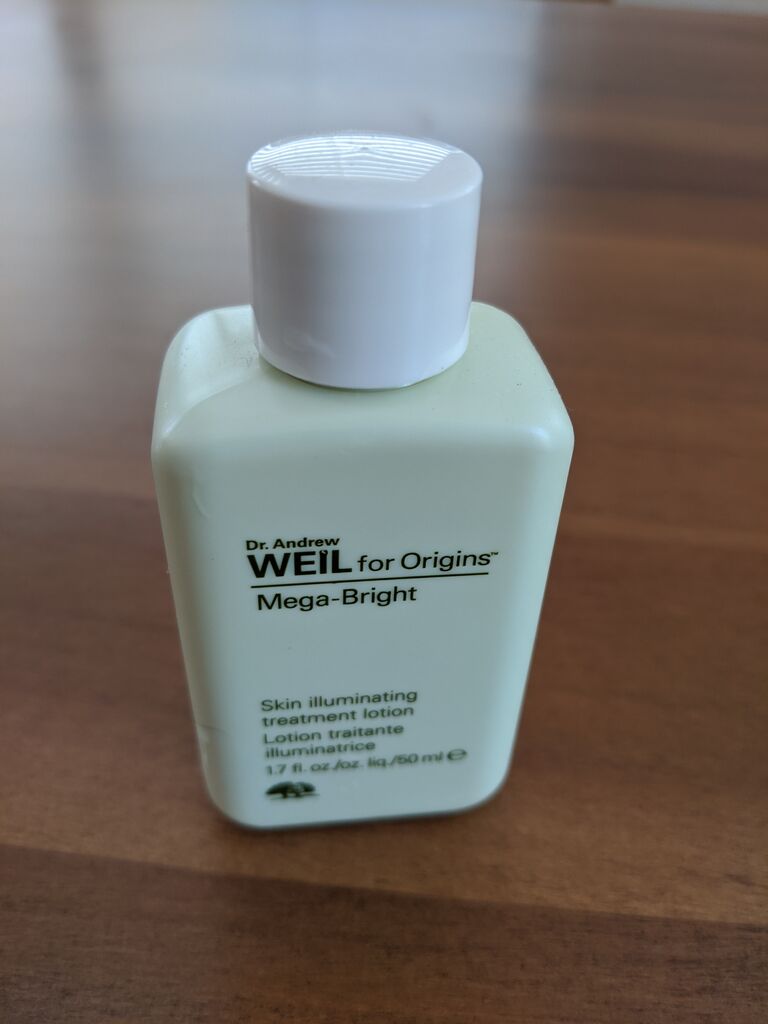 Dr. Andrew
WEIL for Origins™
Mega-Bright
Skin illuminating
treatment lotion
Lotion traitante
illuminatrice
1.7 fl. oz./oz. liq./50 ml ℮